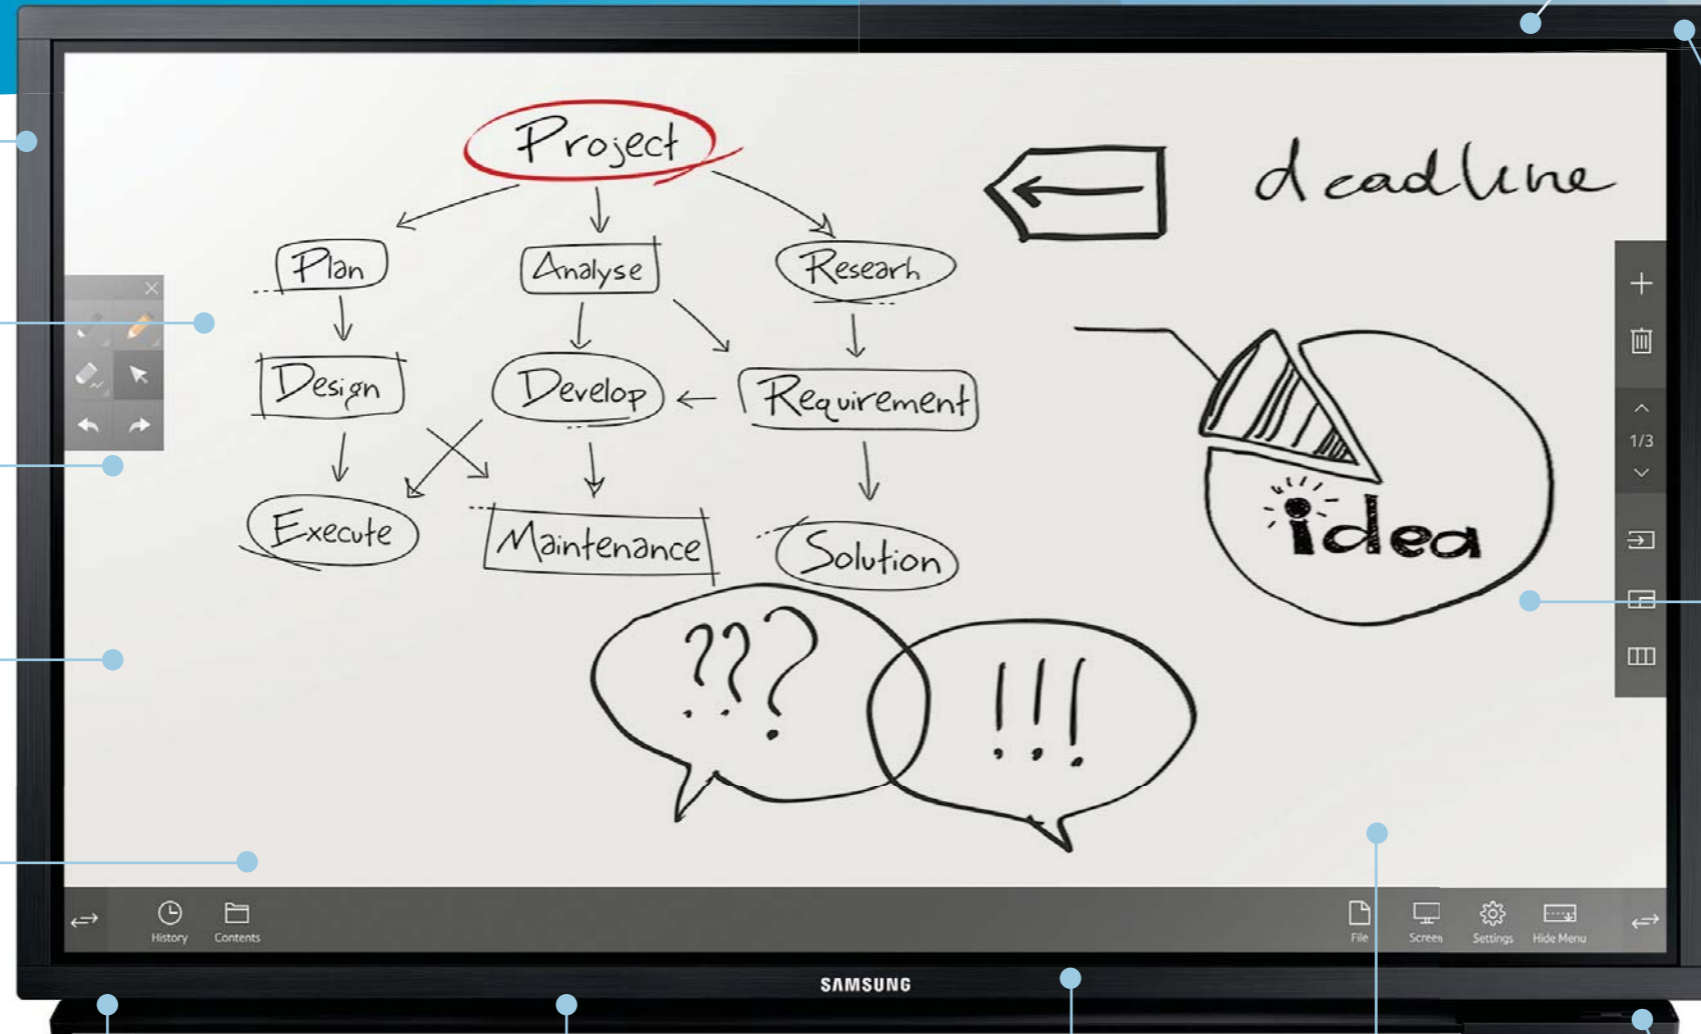 Project
deadline
Plan
Analyse
Researh
Design
Develop
Requirement
1/3
Execute
Maintenance
Solution
idea
???
!!!
History
Contents
File
Screen
Settings
Hide Menu
SAMSUNG